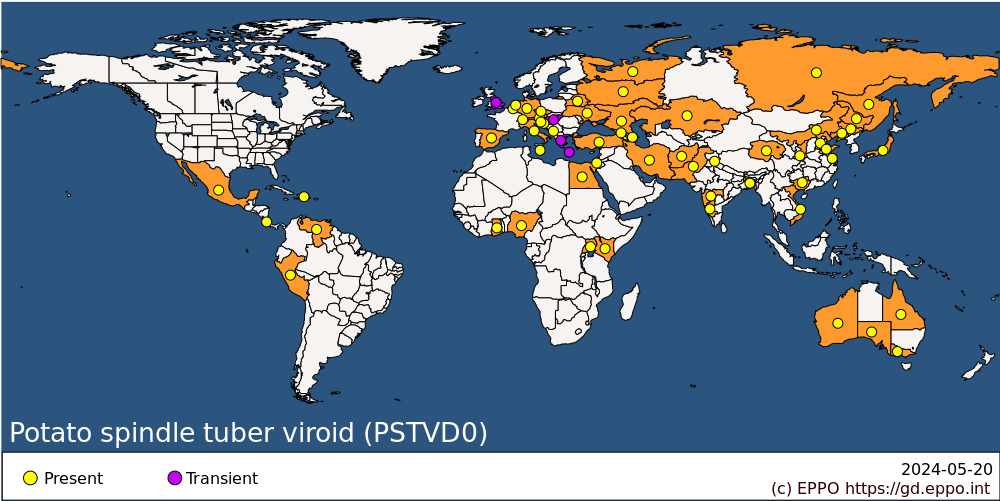 Potato spindle tuber viroid (PSTVD0)
Present
Transient
2024-05-20
(c) EPPO https://gd.eppo.int